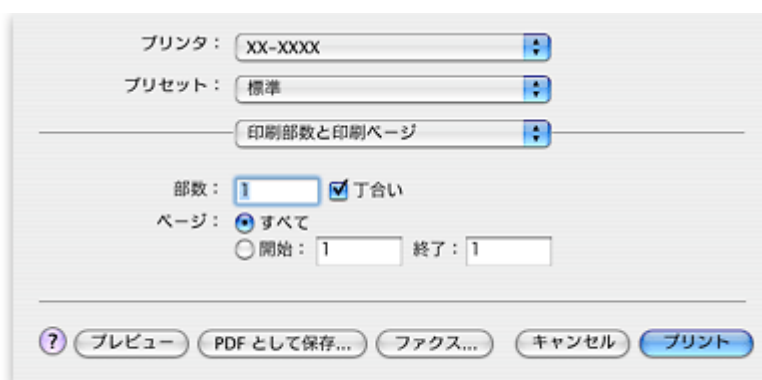 プリンタ： XX-XXXX
プリセット： 標準
印刷部数と印刷ページ
部数： 1 丁合い
ページ： すべて
開始： 1 終了： 1
? プレビュー PDF として保存... ファクス... キャンセル プリント